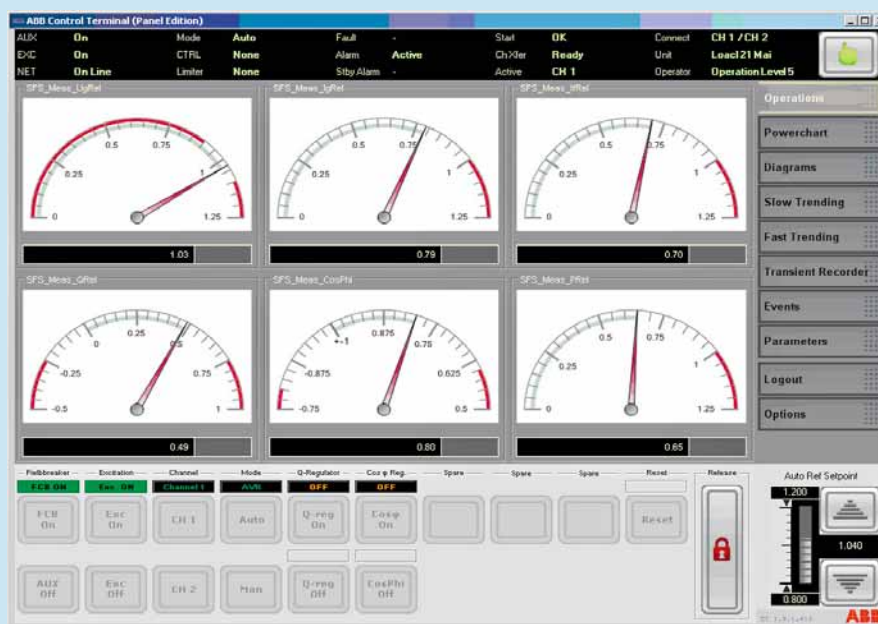 ABB Control Terminal (Panel Edition)
AUX On Mode Auto Fault - Start OK Connect CH 1 / CH 2
EXC On CTRL None Alarm Active Ch.Xfer Ready Unit Loacl 21 Mai
NET On Line Limiter None Stby Alarm - Active CH 1 Operator Operation Level 5
SFS_Meas_UgRel SFS_Meas_IgRel SFS_Meas_IfRel
0 0.25 0.5 0.75 1 1.25
0 0.25 0.5 0.75 1 1.25
0 0.25 0.5 0.75 1 1.25
1.03 0.79 0.70
SFS_Meas_QRel SFS_Meas_CosPhi SFS_Meas_PRel
-0.5 -0.25 0 0.25 0.5 0.75 1
-0.75 -0.875 +-1 0.875 0.75 0.625 0.5
0 0.25 0.5 0.75 1 1.25
0.49 0.80 0.65
Operations
Powerchart
Diagrams
Slow Trending
Fast Trending
Transient Recorder
Events
Parameters
Logout
Options
Fieldbreaker Excitation Channel Mode Q-Regulator Cos φ Reg. Spare Spare Spare Reset Release
FCB ON Exc. ON Channel 1 AVR OFF OFF
FCB On Exc On CH 1 Auto Q-reg On Cosφ On Reset
AUX Off Exc Off CH 2 Man Q-reg Off CosPhi Off
Auto Ref Setpoint
1.200
1.040
0.800
ABB